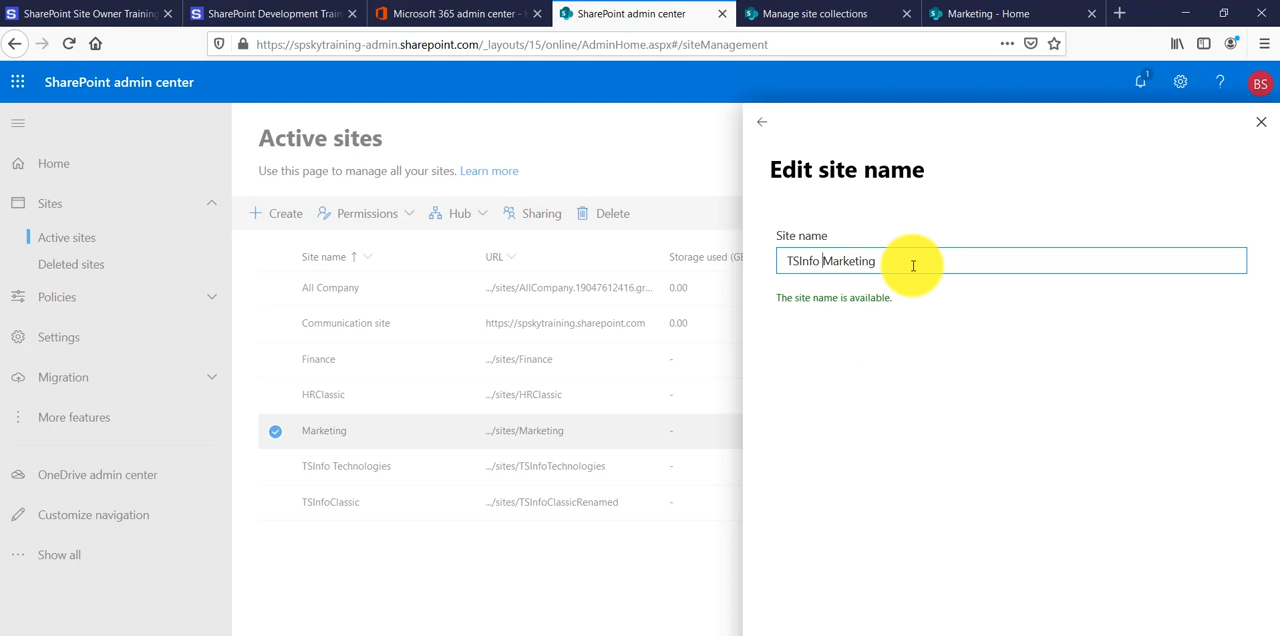 SharePoint Site Owner Training
SharePoint Development Train
Microsoft 365 admin center -
SharePoint admin center
Manage site collections
Marketing - Home
https://spskytraining-admin.sharepoint.com/_layouts/15/online/AdminHome.aspx#/siteManagement
SharePoint admin center
1
BS
Home
Sites
Active sites
Deleted sites
Policies
Settings
Migration
More features
OneDrive admin center
Customize navigation
Show all
Active sites
Use this page to manage all your sites. Learn more
Create Permissions Hub Sharing Delete
Site name URL Storage used (GB
All Company .../sites/AllCompany.19047612416.gr... 0.00
Communication site https://spskytraining.sharepoint.com 0.00
Finance .../sites/Finance -
HRClassic .../sites/HRClassic -
Marketing .../sites/Marketing -
TSInfo Technologies .../sites/TSInfoTechnologies -
TSInfoClassic .../sites/TSInfoClassicRenamed -
Edit site name
Site name
TSInfo Marketing
The site name is available.